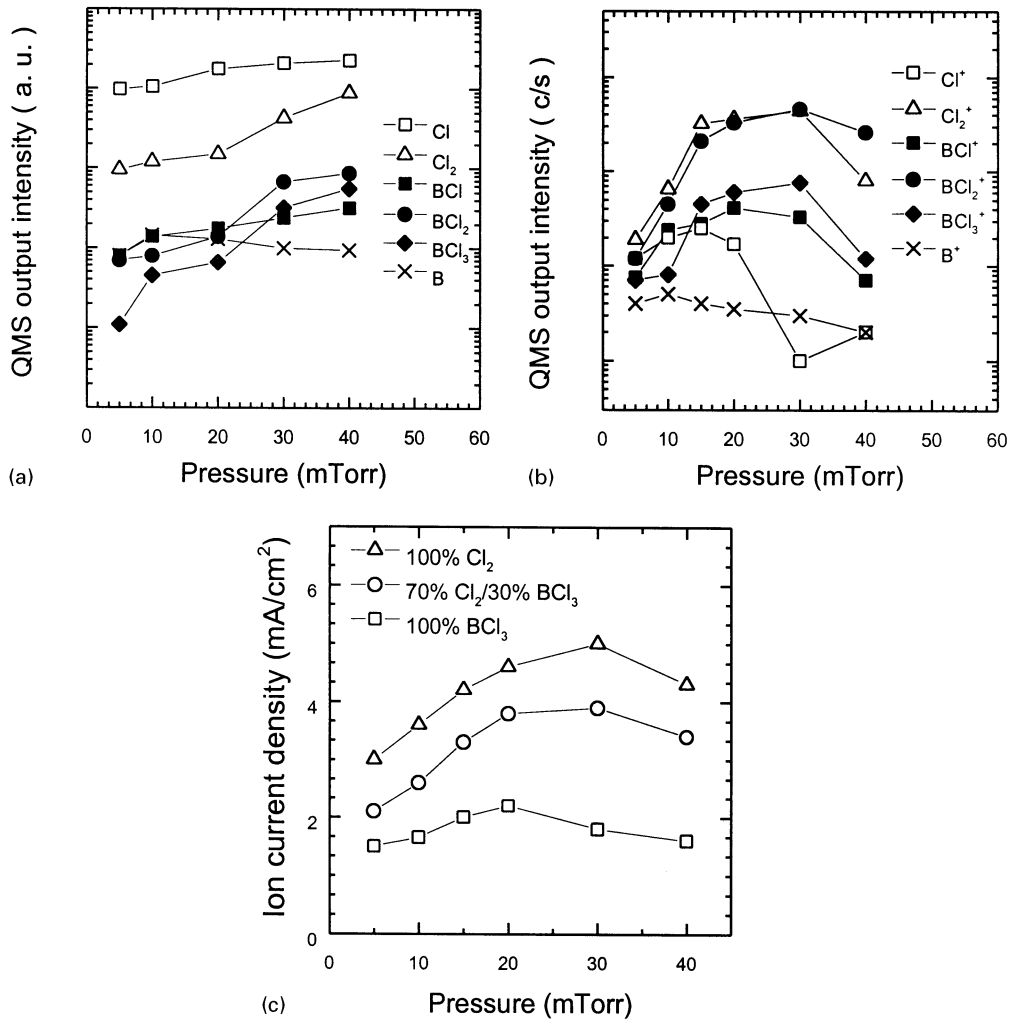 QMS output intensity ( a. u. )
Cl
Cl₂
BCl
BCl₂
BCl₃
B
0 10 20 30 40 50 60
Pressure (mTorr)
(a)
QMS output intensity ( c/s )
Cl⁺
Cl₂⁺
BCl⁺
BCl₂⁺
BCl₃⁺
B⁺
0 10 20 30 40 50 60
Pressure (mTorr)
(b)
Ion current density (mA/cm²)
100% Cl₂
70% Cl₂/30% BCl₃
100% BCl₃
6
4
2
0
0 10 20 30 40
Pressure (mTorr)
(c)